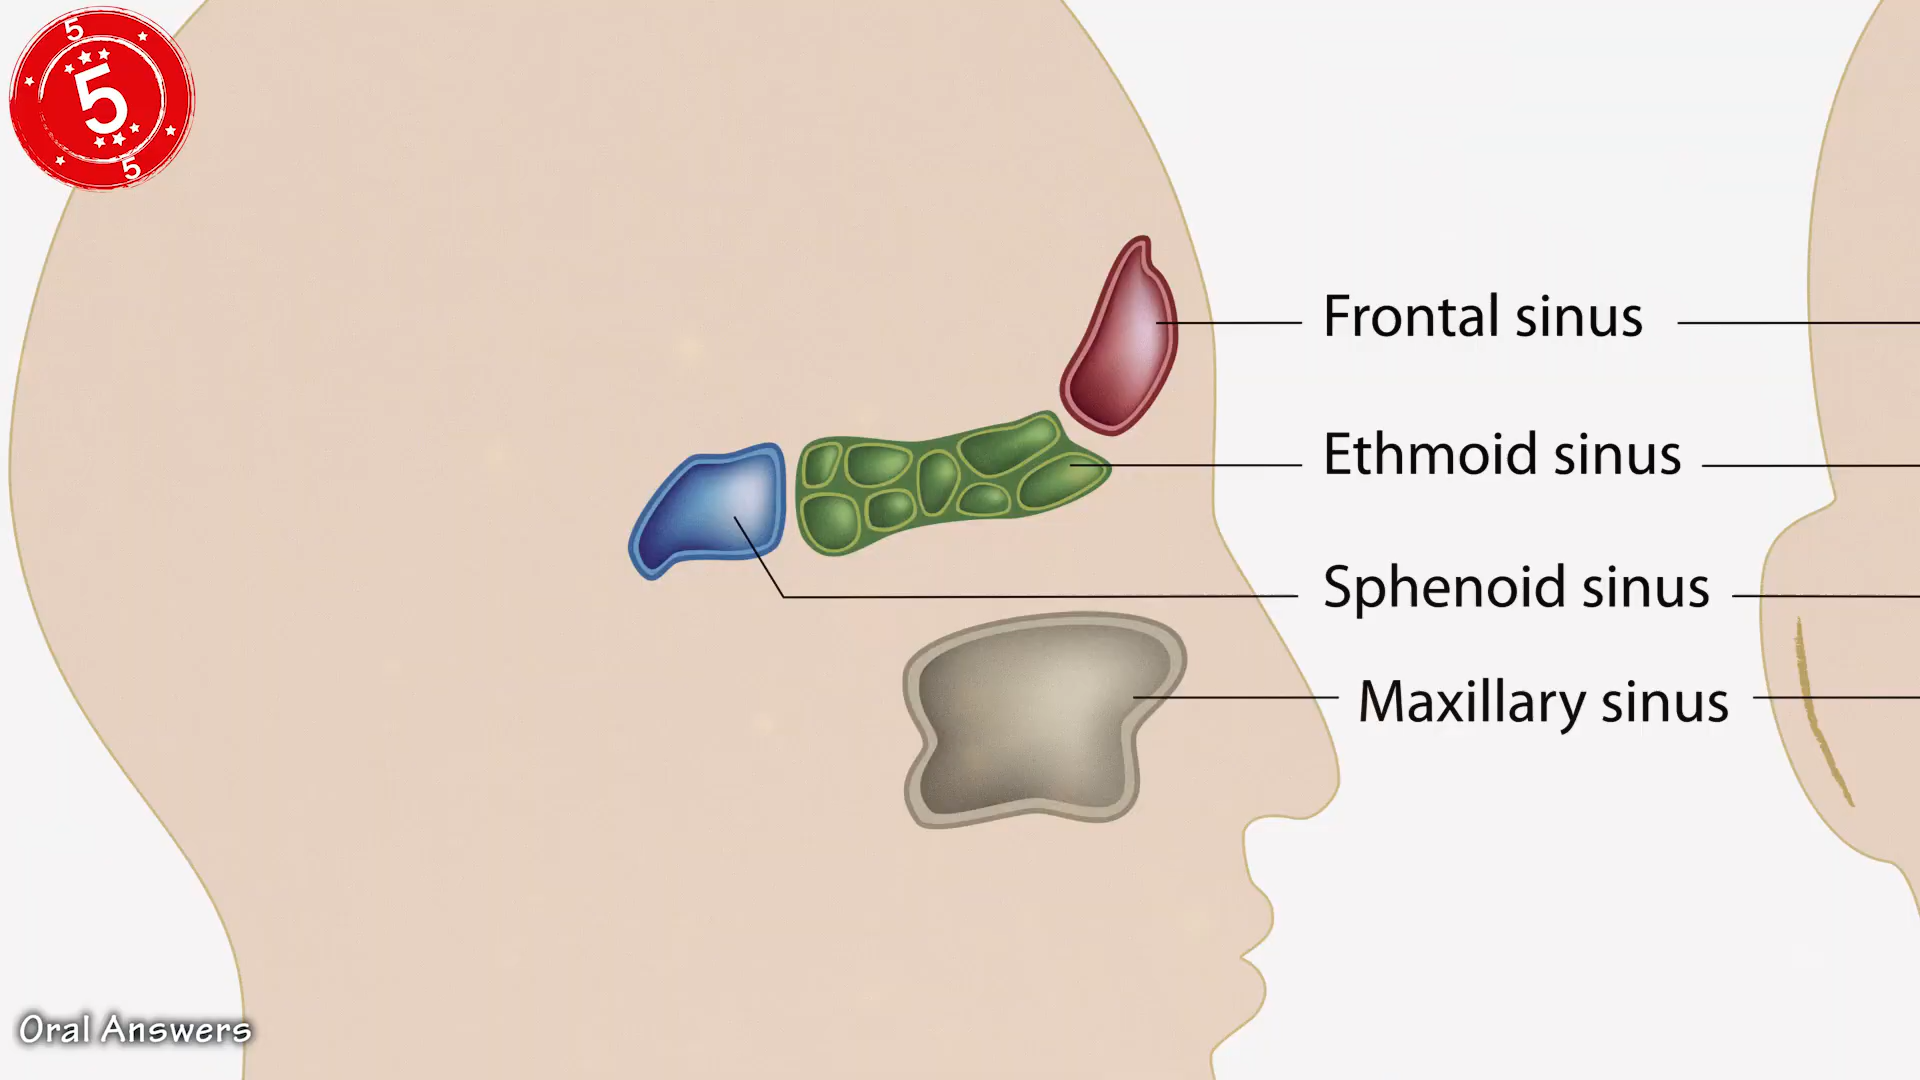 5
5
5
Frontal sinus
Ethmoid sinus
Sphenoid sinus
Maxillary sinus
Oral Answers